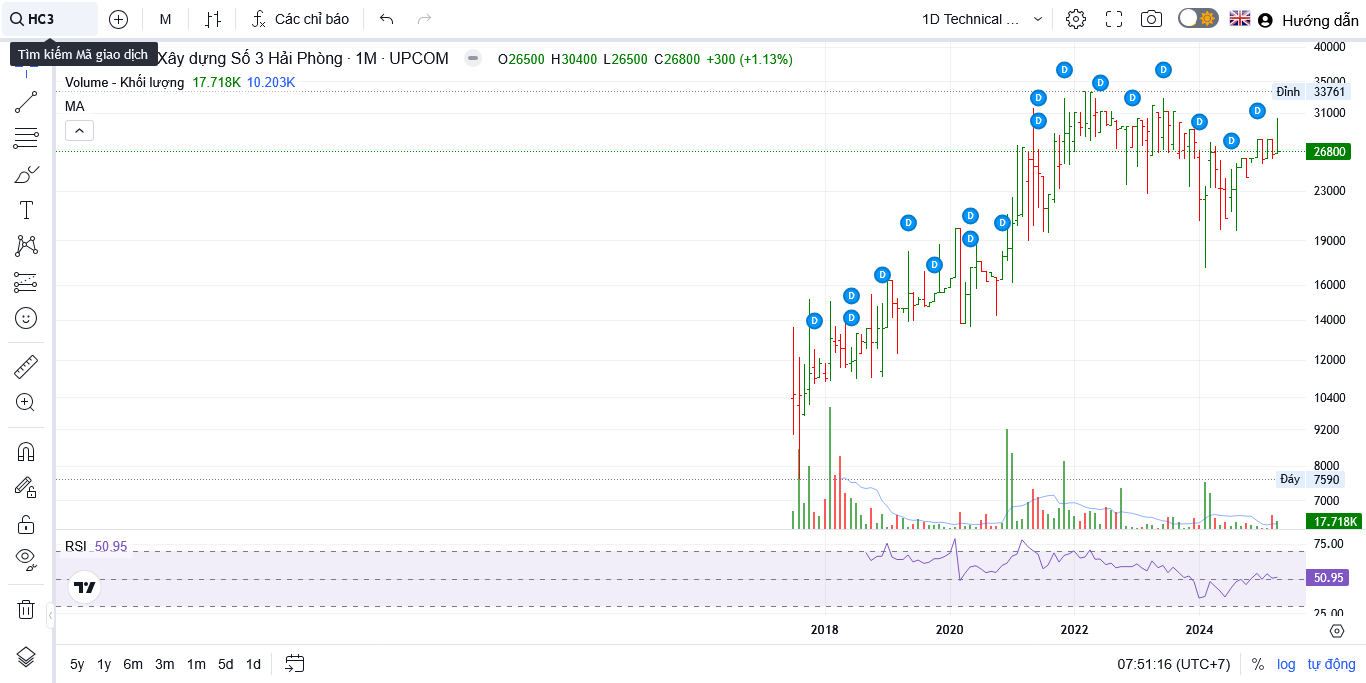 HC3
M
Các chỉ báo
1D Technical ...
Hướng dẫn
Tìm kiếm Mã giao dịch
Xây dựng Số 3 Hải Phòng · 1M · UPCOM
O26500 H30400 L26500 C26800 +300 (+1.13%)
Volume - Khối lượng 17.718K 10.203K
MA
D D D D D D D D D D D D D D D D D D D
40000
35000
Đỉnh 33761
31000
26800
23000
19000
16000
14000
12000
10400
9200
8000
Đáy 7590
7000
17.718K
RSI 50.95
75.00
50.95
25.00
2018 2020 2022 2024
5y 1y 6m 3m 1m 5d 1d
07:51:16 (UTC+7) % log tự động